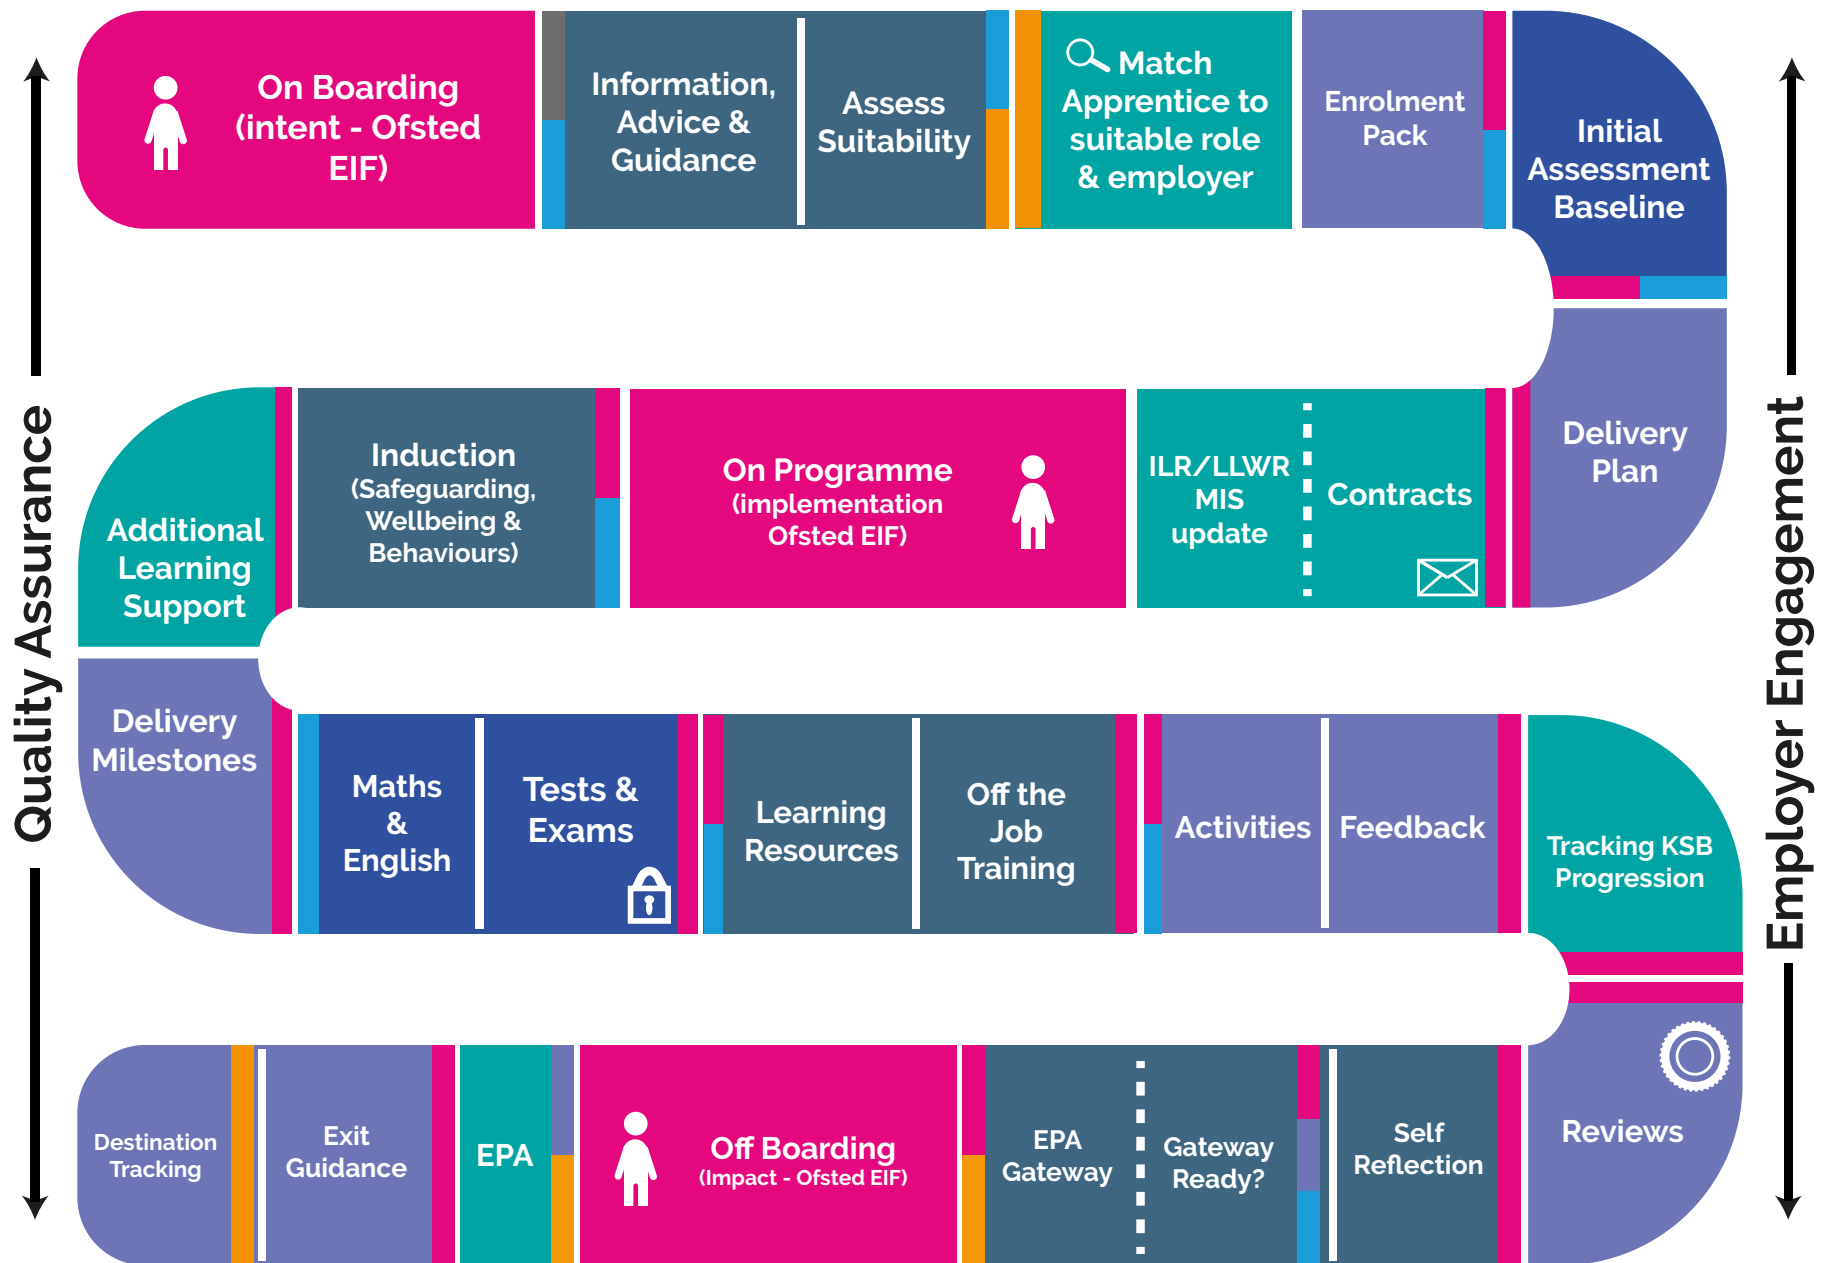 On Boarding
(intent - Ofsted
EIF)
Information,
Advice &
Guidance
Assess
Suitability
Match
Apprentice to
suitable role
& employer
Enrolment
Pack
Initial
Assessment
Baseline
Delivery
Plan
Contracts
ILR/LLWR
MIS
update
On Programme
(implementation
Ofsted EIF)
Induction
(Safeguarding,
Wellbeing &
Behaviours)
Additional
Learning
Support
Delivery
Milestones
Maths
&
English
Tests &
Exams
Learning
Resources
Off the
Job
Training
Activities
Feedback
Tracking KSB
Progression
Reviews
Self
Reflection
Gateway
Ready?
EPA
Gateway
Off Boarding
(Impact - Ofsted EIF)
EPA
Exit
Guidance
Destination
Tracking
Quality Assurance
Employer Engagement